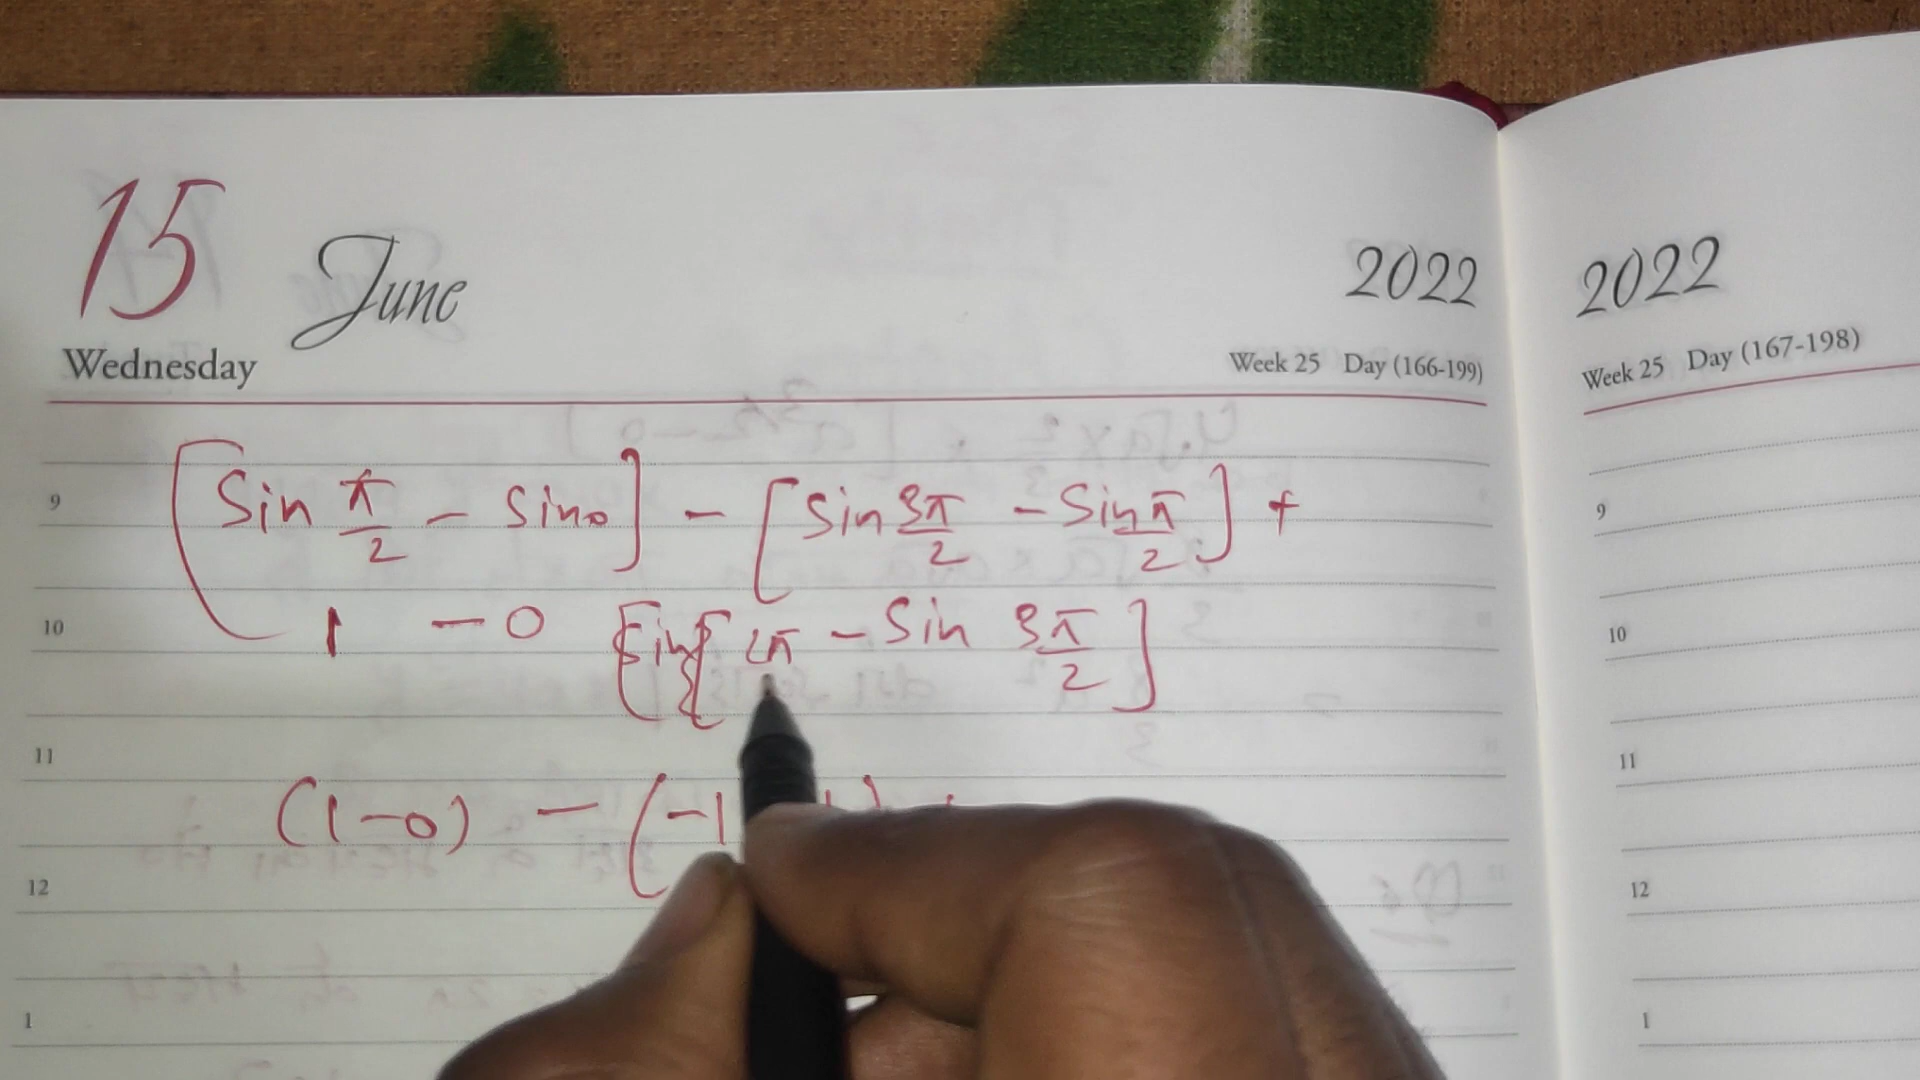 15 June 2022
Wednesday Week 25 Day (166-199)
9 [Sin π/2 - Sin 0] - [Sin 3π/2 - Sin π/2] +
10 1 - 0 [Sin 2π - Sin 3π/2]
11
(1-0) - (-1
12
1
2022
Week 25 Day (167-198)
9
10
11
12
1